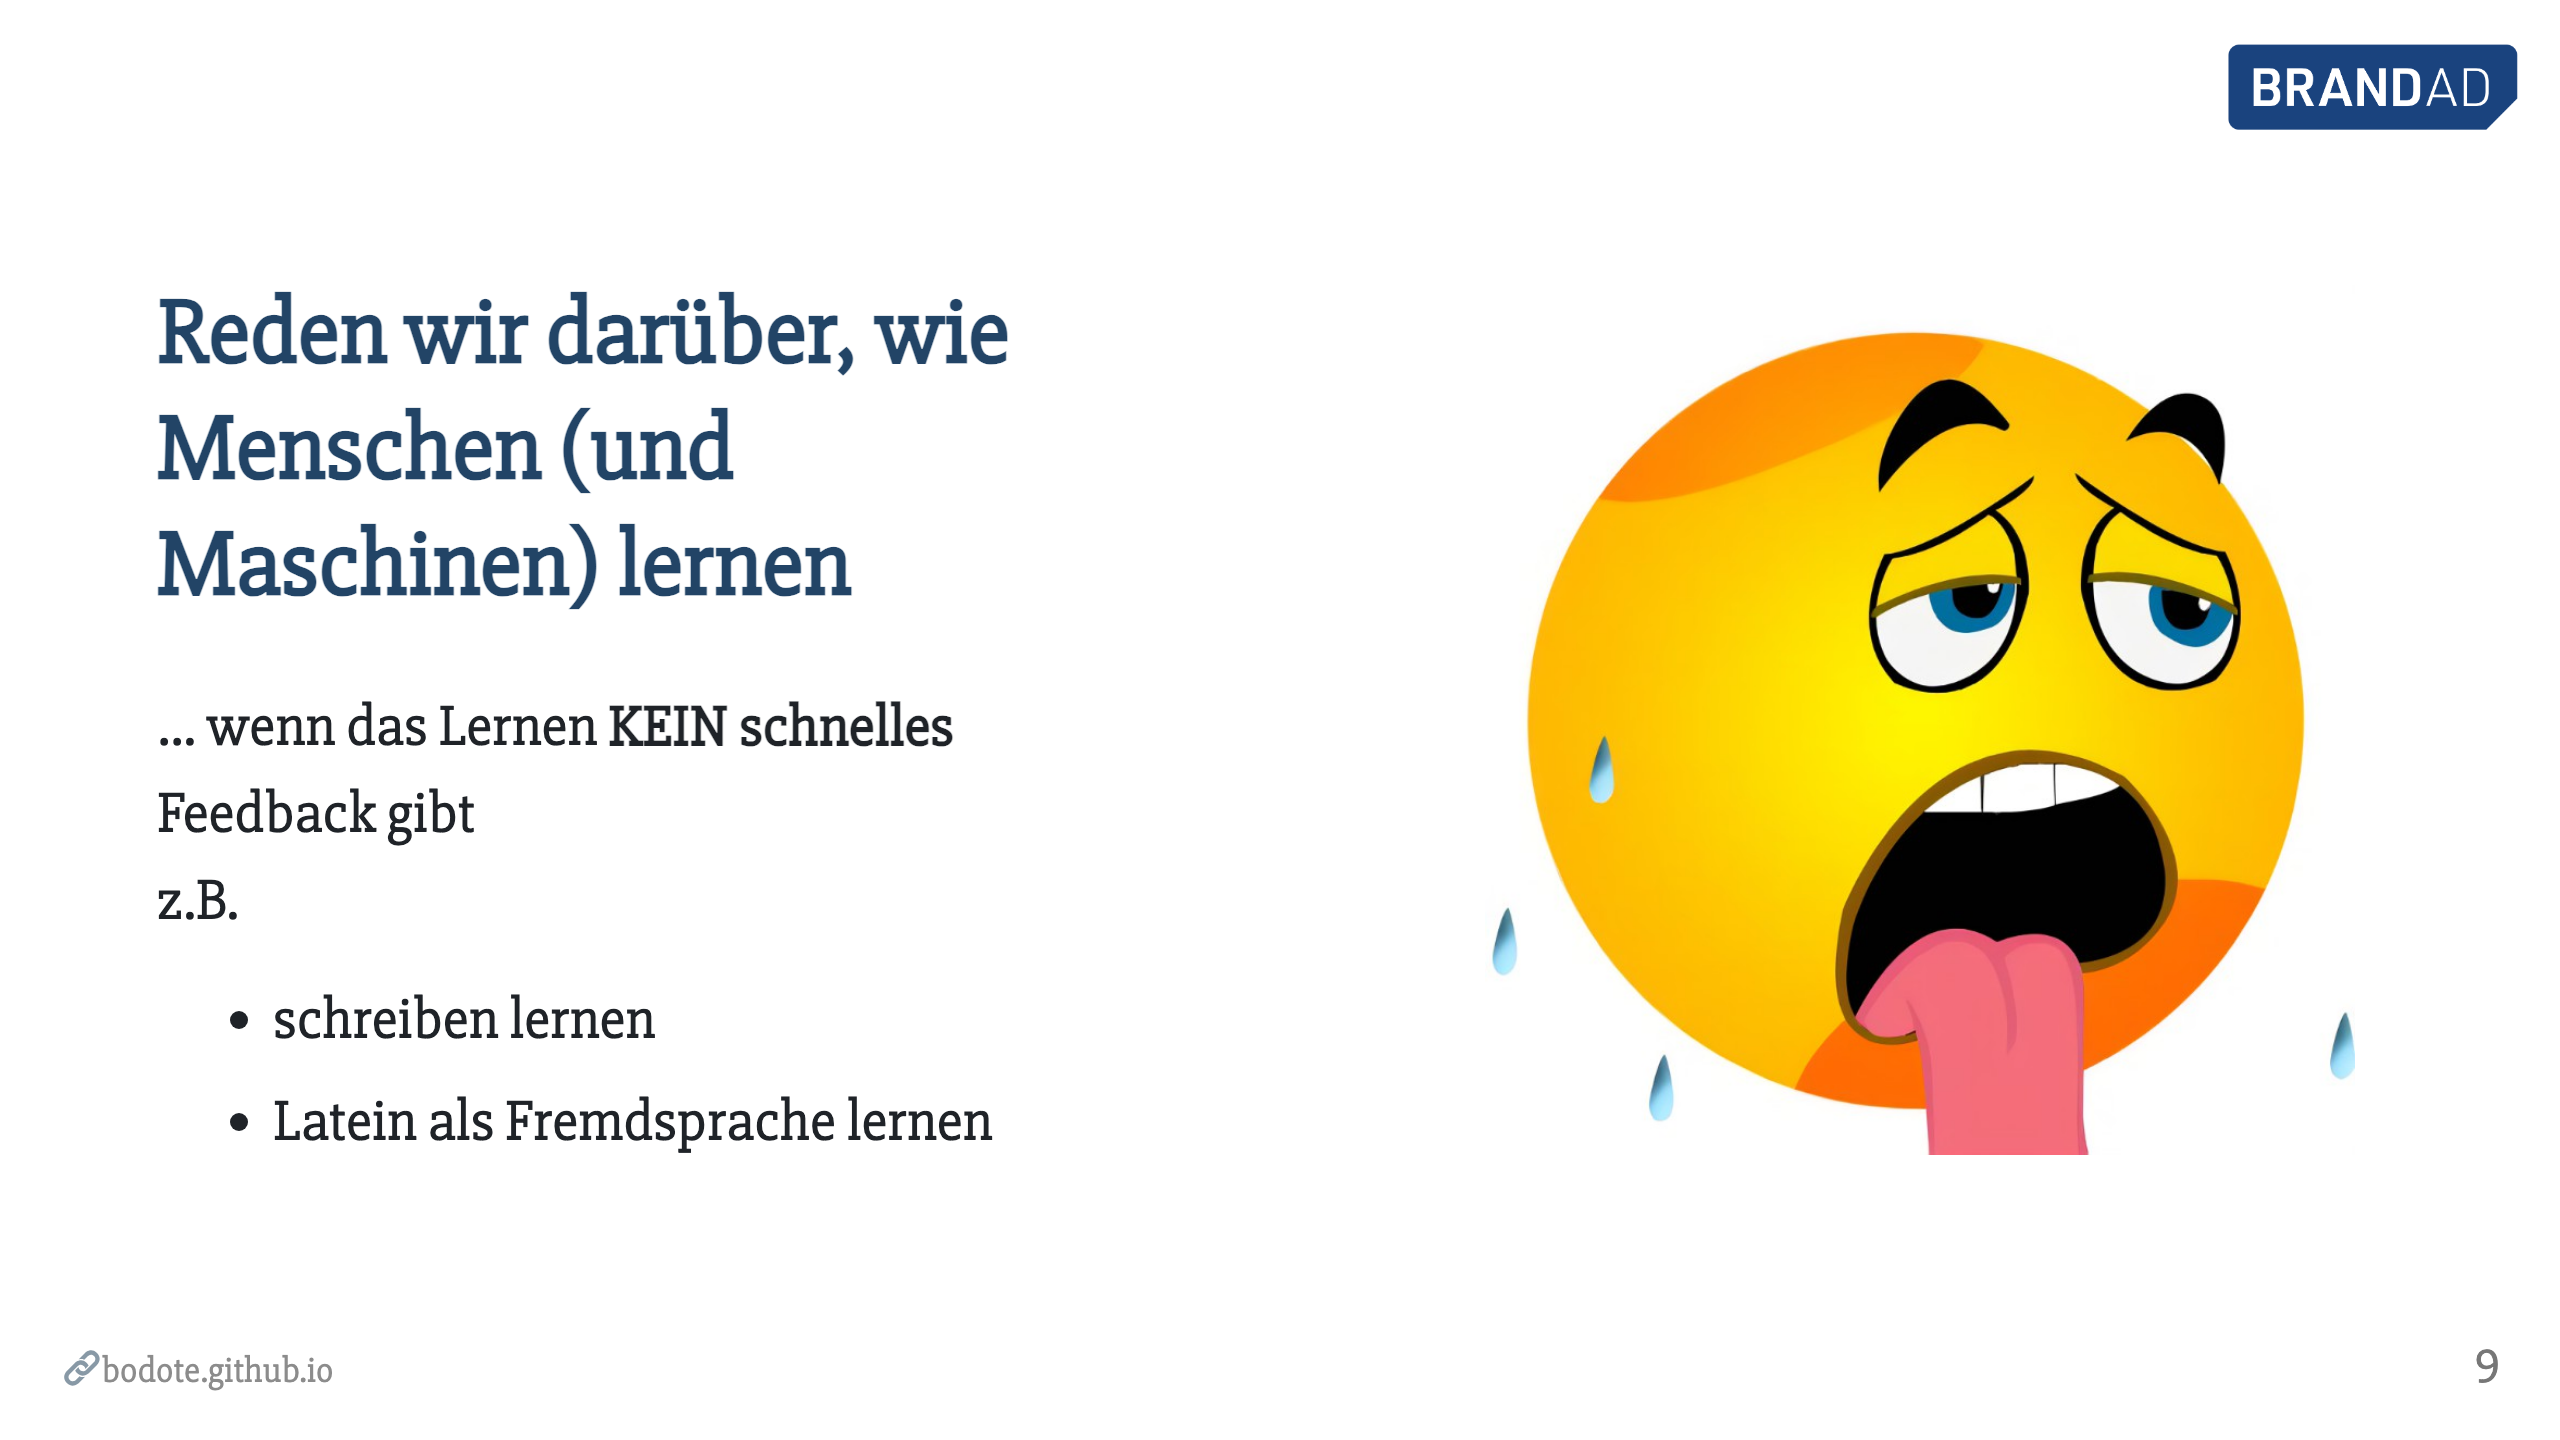 BRANDAD
Reden wir darüber, wie
Menschen (und
Maschinen) lernen
... wenn das Lernen KEIN schnelles
Feedback gibt
z.B.
• schreiben lernen
• Latein als Fremdsprache lernen
bodote.github.io
9